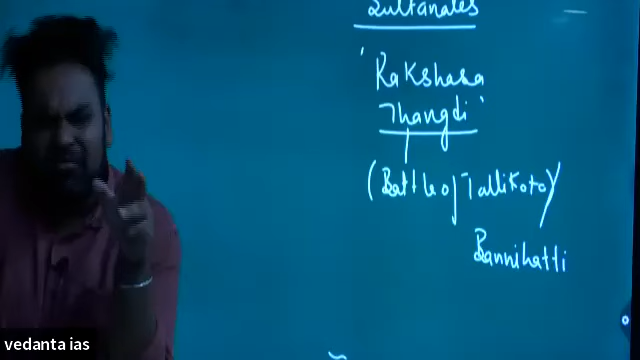 Sultanates
'Rakshasa
Thangdi'
(Battle of Tallikota)
Bannihatti
vedanta ias